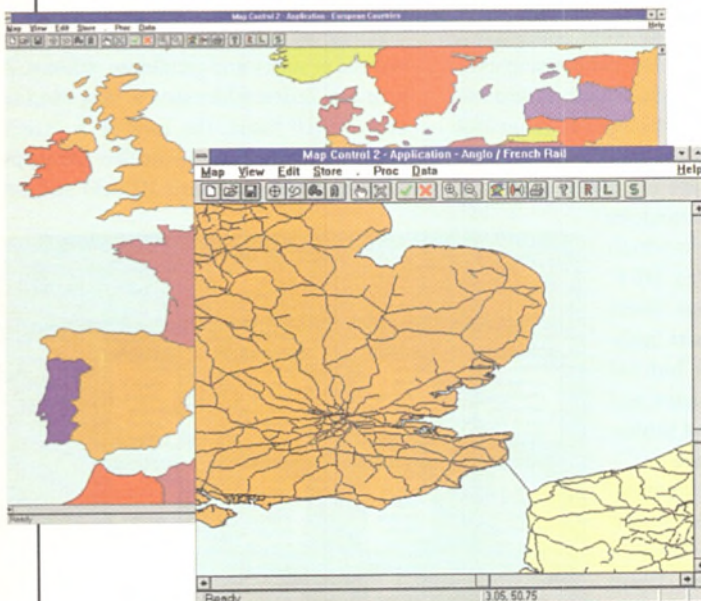 Map Control 2 - Application - European Countries
Map View Edit Store . Proc Data Help
? R L S
Map Control 2 - Application - Anglo / French Rail
Map View Edit Store . Proc Data Help
? R L S
Ready
Ready 3.05, 50.75